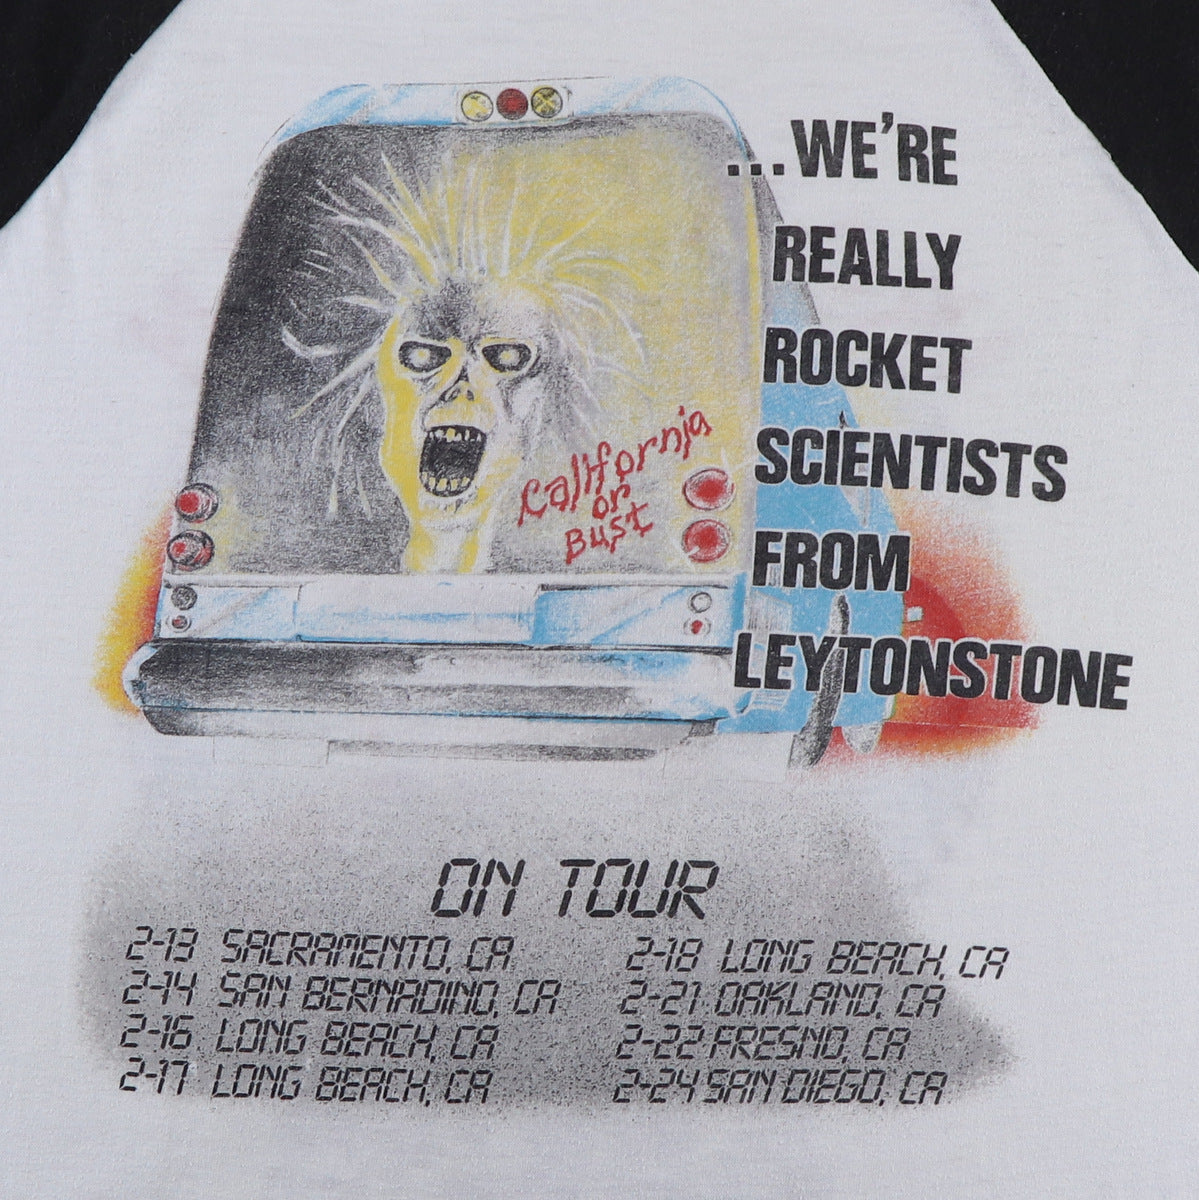 ...WE'RE
REALLY
ROCKET
SCIENTISTS
FROM
LEYTONSTONE
California
or
Bust
ON TOUR
2-13 SACRAMENTO, CA
2-14 SAN BERNADINO, CA
2-16 LONG BEACH, CA
2-17 LONG BEACH, CA
2-18 LONG BEACH, CA
2-21 OAKLAND, CA
2-22 FRESNO, CA
2-24 SAN DIEGO, CA